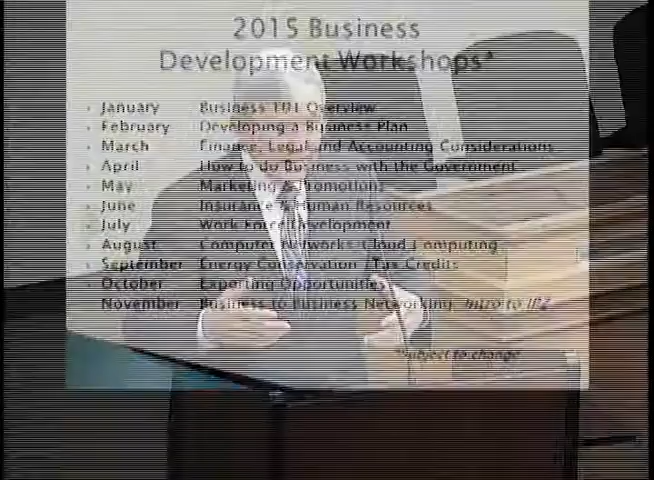 2015 Business
Development Workshops*
January Business 101 Overview
February Developing a Business Plan
March Finance, Legal and Accounting Considerations
April How to do Business with the Government
May Marketing & Promotions
June Insurance & Human Resources
July Work Force Development
August Computer Networks Cloud Computing
September Energy Conservation / Tax Credits
October Exporting Opportunities
November Business to Business Networking, Intro to IPZ
*Subject to change